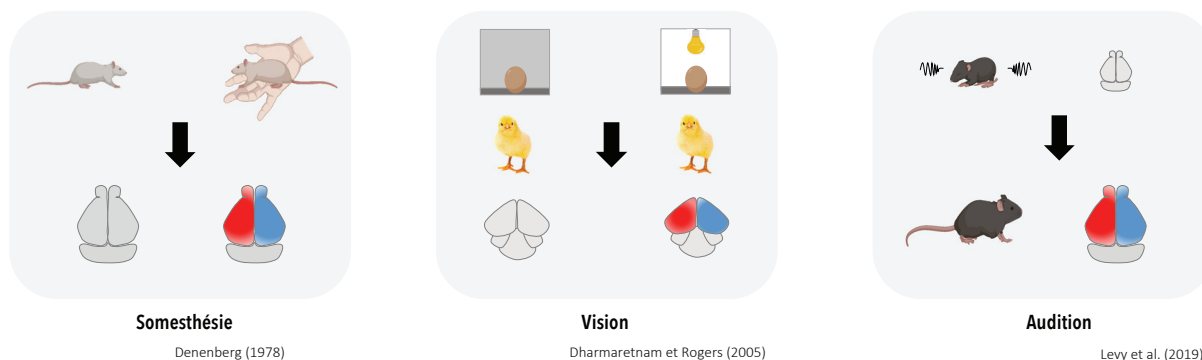 Somesthésie
Vision
Audition
Denenberg (1978)
Dharmaretnam et Rogers (2005)
Levy et al. (2019)